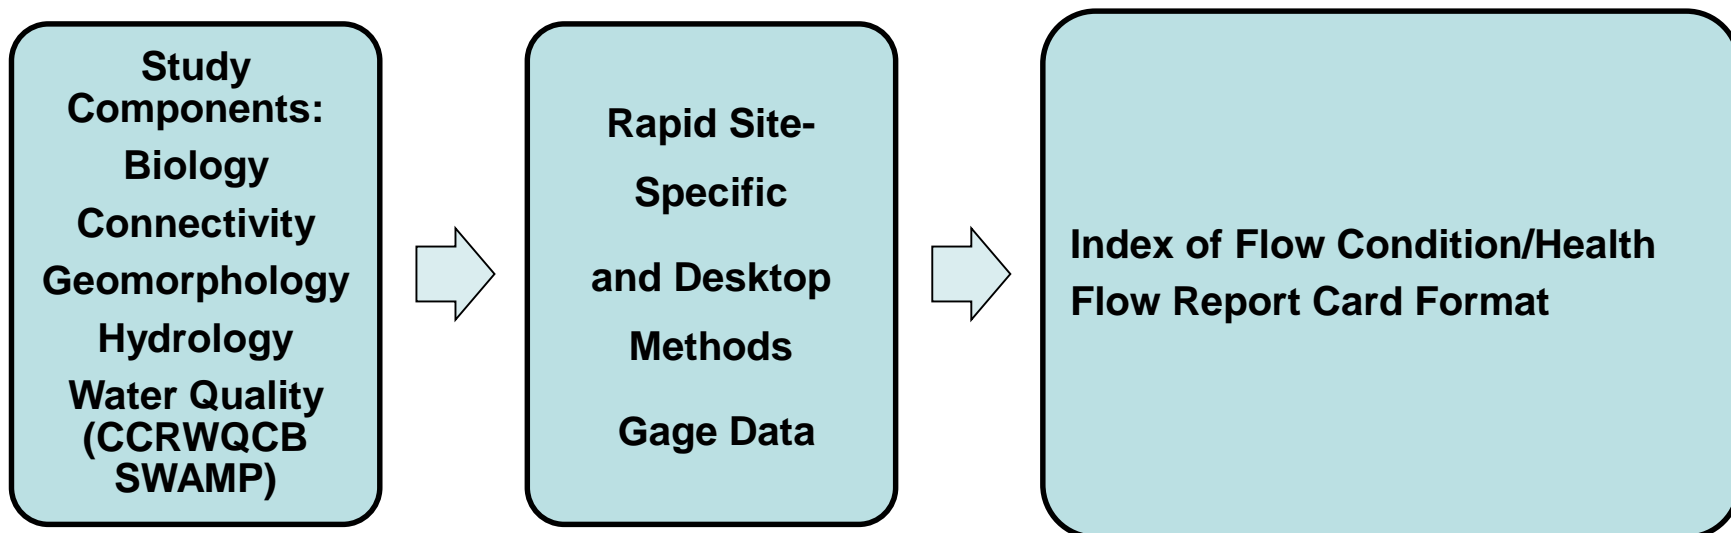 Study
Components:
Biology
Connectivity
Geomorphology
Hydrology
Water Quality
(CCRWQCB
SWAMP)
Rapid Site-
Specific
and Desktop
Methods
Gage Data
Index of Flow Condition/Health
Flow Report Card Format